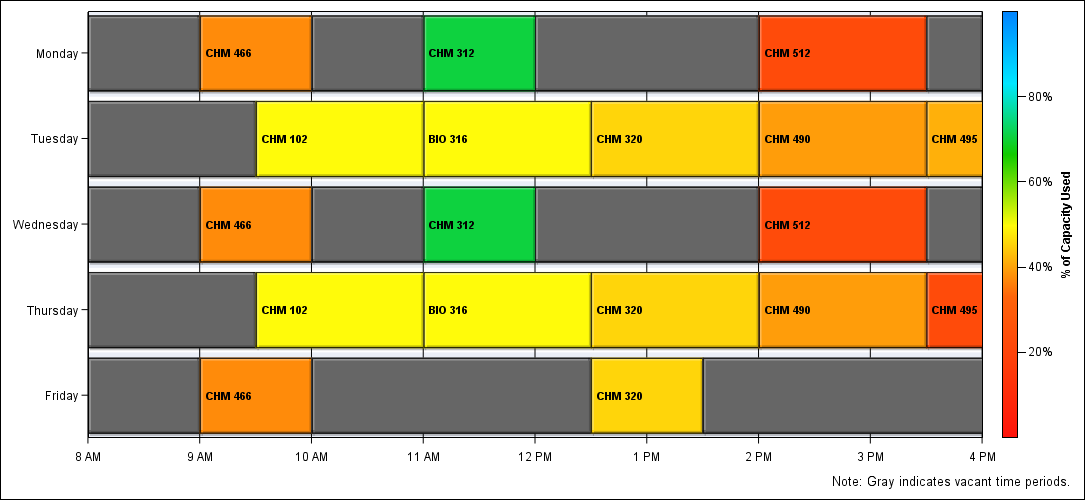 Monday
CHM 466
CHM 312
CHM 512
Tuesday
CHM 102
BIO 316
CHM 320
CHM 490
CHM 495
Wednesday
CHM 466
CHM 312
CHM 512
Thursday
CHM 102
BIO 316
CHM 320
CHM 490
CHM 495
Friday
CHM 466
CHM 320
8 AM
9 AM
10 AM
11 AM
12 PM
1 PM
2 PM
3 PM
4 PM
80%
60%
40%
20%
% of Capacity Used
Note: Gray indicates vacant time periods.